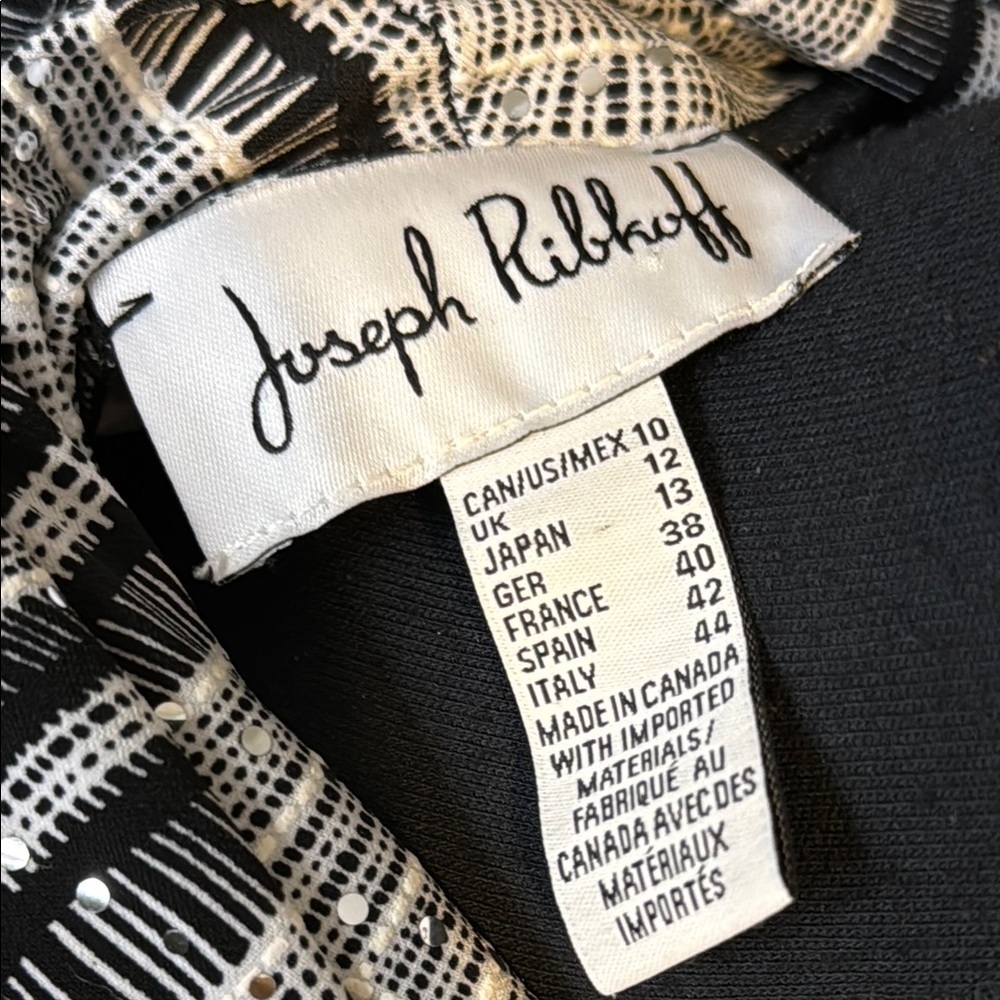 Joseph Ribkoff
CAN/US/MEX 10
UK 12
JAPAN 13
GER 38
FRANCE 40
SPAIN 42
ITALY 44
MADE IN CANADA
WITH IMPORTED
MATERIALS/
FABRIQUÉ AU
CANADA AVEC DES
MATÉRIAUX
IMPORTÉS